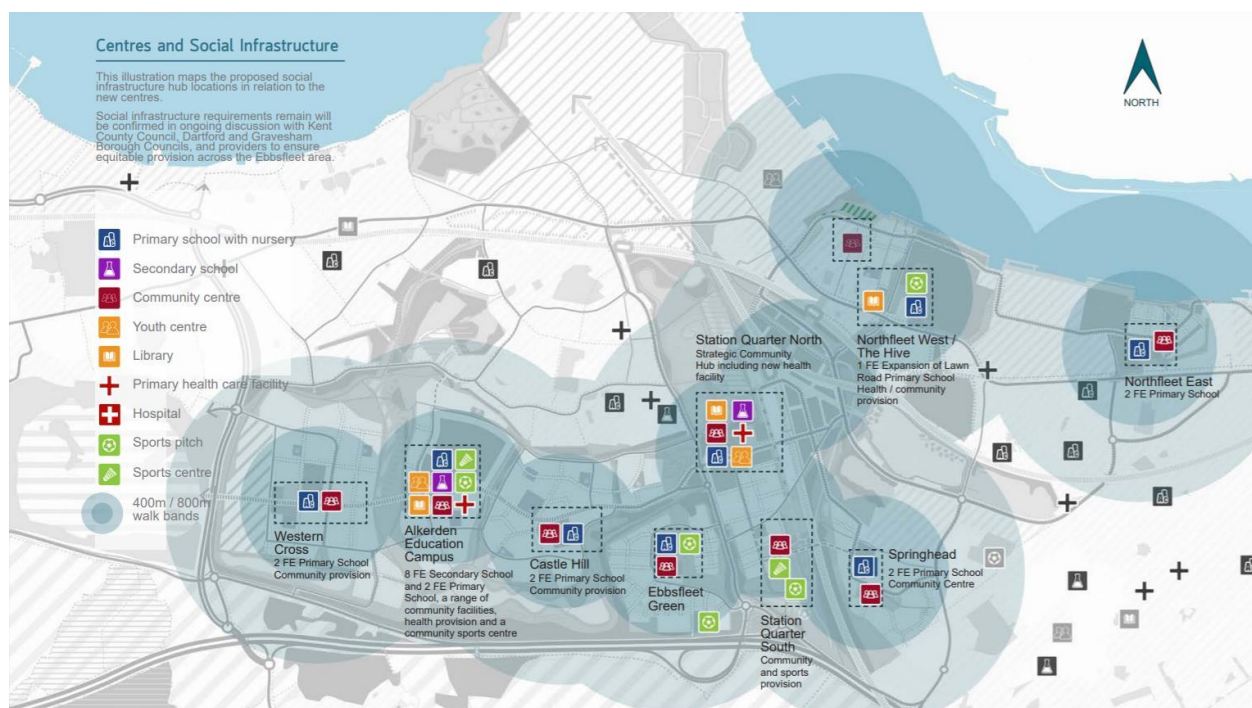 Centres and Social Infrastructure
This illustration maps the proposed social
infrastructure hub locations in relation to the
new centres.
Social infrastructure requirements remain will
be confirmed in ongoing discussion with Kent
County Council, Dartford and Gravesham
Borough Councils, and providers to ensure
equitable provision across the Ebbsfleet area.
NORTH
Primary school with nursery
Secondary school
Community centre
Youth centre
Library
Primary health care facility
Hospital
Sports pitch
Sports centre
400m / 800m
walk bands
Station Quarter North
Strategic Community
Hub including new health
facility
Northfleet West /
The Hive
1 FE Expansion of Lawn
Road Primary School
Health / community
provision
Northfleet East
2 FE Primary School
Western
Cross
2 FE Primary School
Community provision
Alkerden
Education
Campus
8 FE Secondary School
and 2 FE Primary
School, a range of
community facilities,
health provision and a
community sports centre
Castle Hill
2 FE Primary School
Community provision
Ebbsfleet
Green
Station
Quarter
South
Community
and sports
provision
Springhead
2 FE Primary School
Community Centre